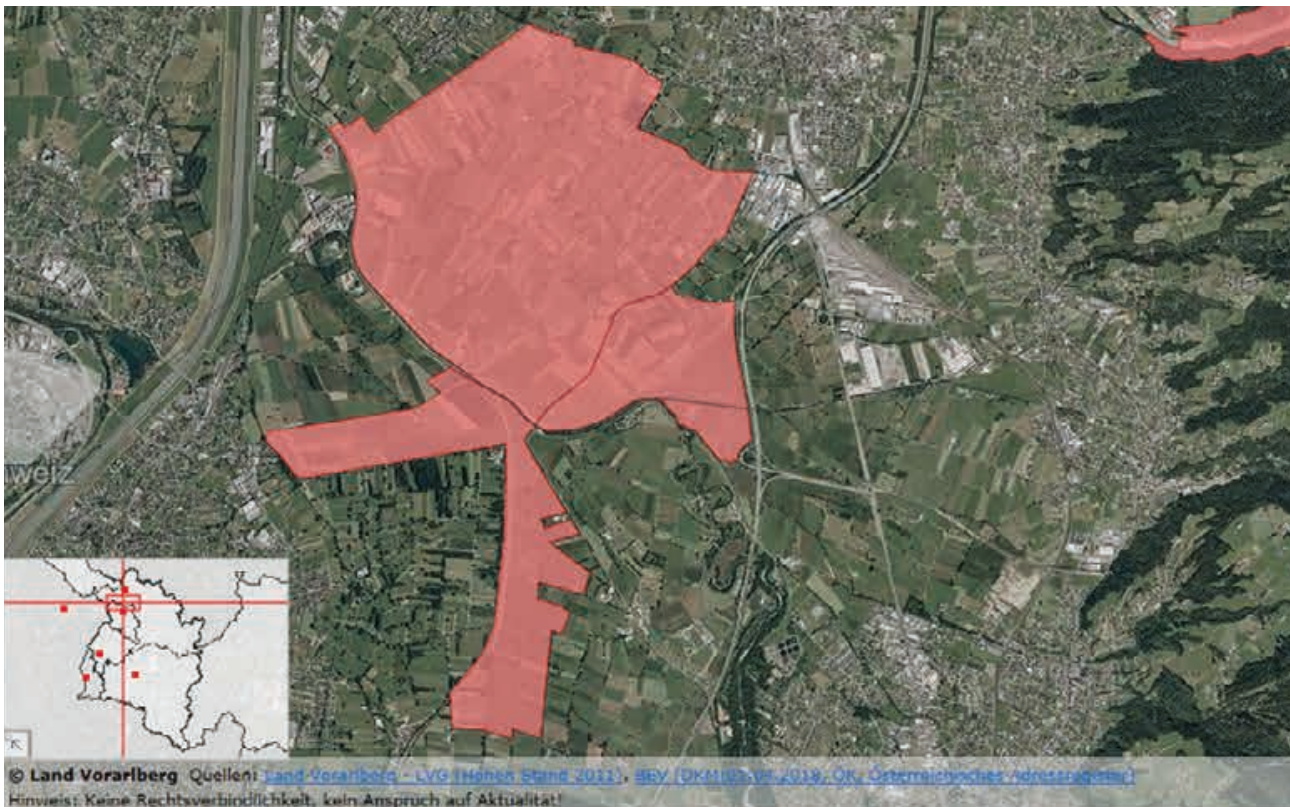 weiz
© Land Vorarlberg Quellen: Land Vorarlberg - LVG (Höhen Stand 2011), BEV (DKM:01-04-2018, ÖK, Österreichisches Adressregister)
Hinweis: Keine Rechtsverbindlichkeit, kein Anspruch auf Aktualität!